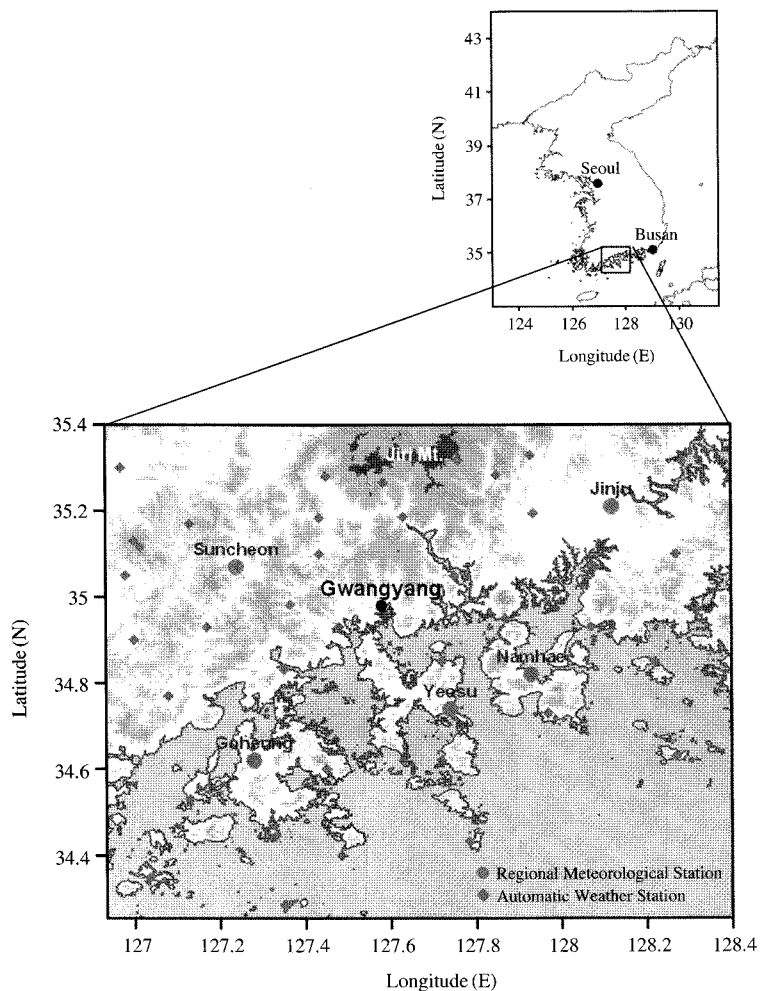 43
41
39
37
35
Latitude (N)
Seoul
Busan
124 126 128 130
Longitude (E)
35.4
35.2
35
34.8
34.6
34.4
Latitude (N)
Jiri Mt.
Jinju
Suncheon
Gwangyang
Namhae
Yeosu
Goheung
Regional Meteorological Station
Automatic Weather Station
127 127.2 127.4 127.6 127.8 128 128.2 128.4
Longitude (E)